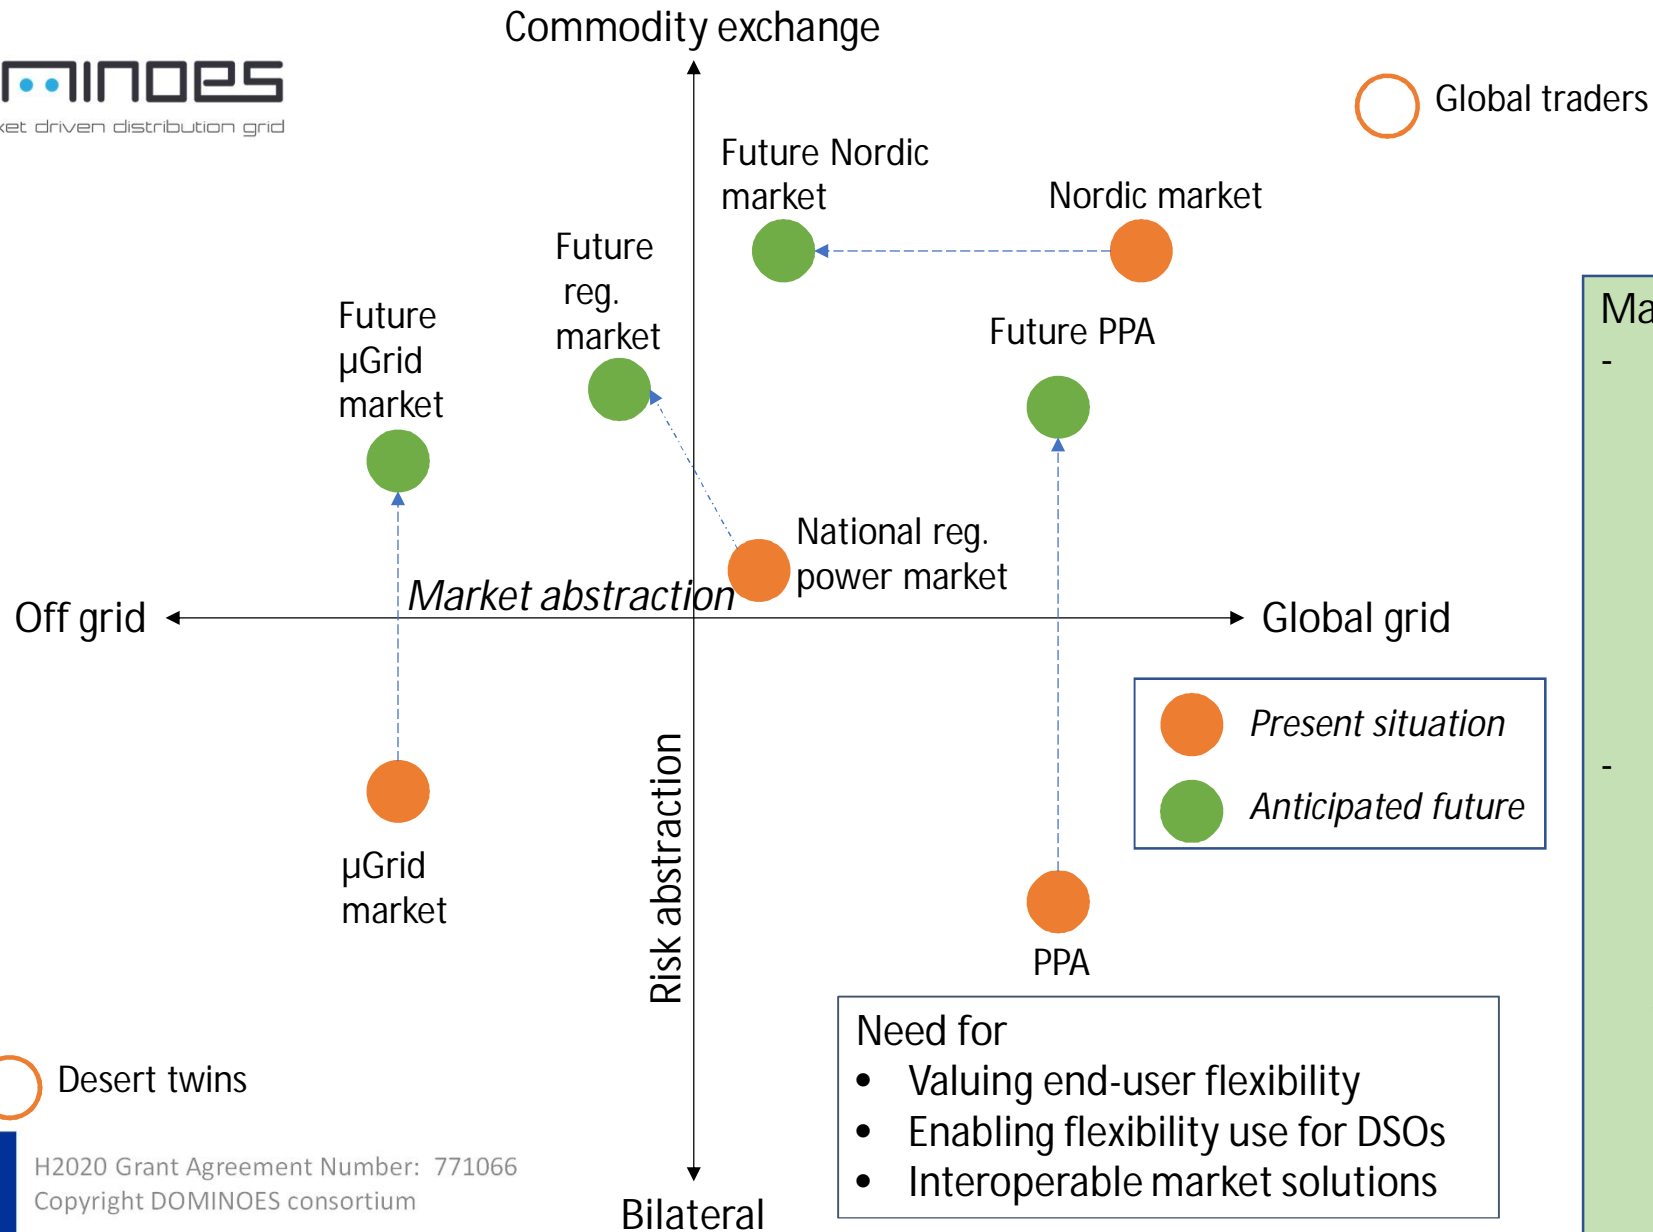 Commodity exchange
minoes
ket driven distribution grid
Global traders
Future Nordic
market
Nordic market
Future
reg.
market
Future
µGrid
market
Future PPA
Ma
-
National reg.
power market
Market abstraction
Off grid
Global grid
Present situation
-
Anticipated future
Risk abstraction
µGrid
market
PPA
Need for
• Valuing end-user flexibility
• Enabling flexibility use for DSOs
• Interoperable market solutions
Desert twins
H2020 Grant Agreement Number: 771066
Copyright DOMINOES consortium
Bilateral